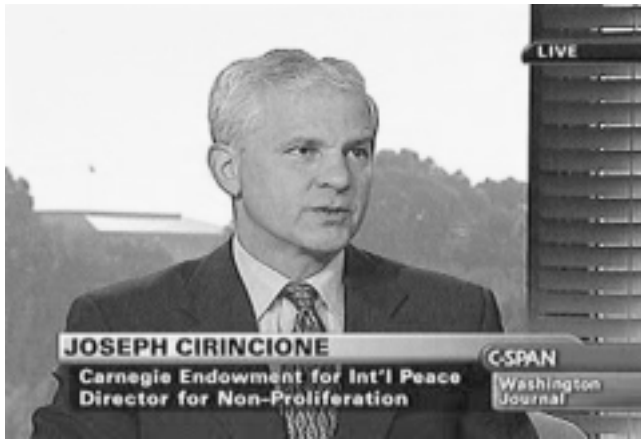 LIVE
JOSEPH CIRINCIONE
Carnegie Endowment for Int'l Peace
Director for Non-Proliferation
C-SPAN
Washington
Journal